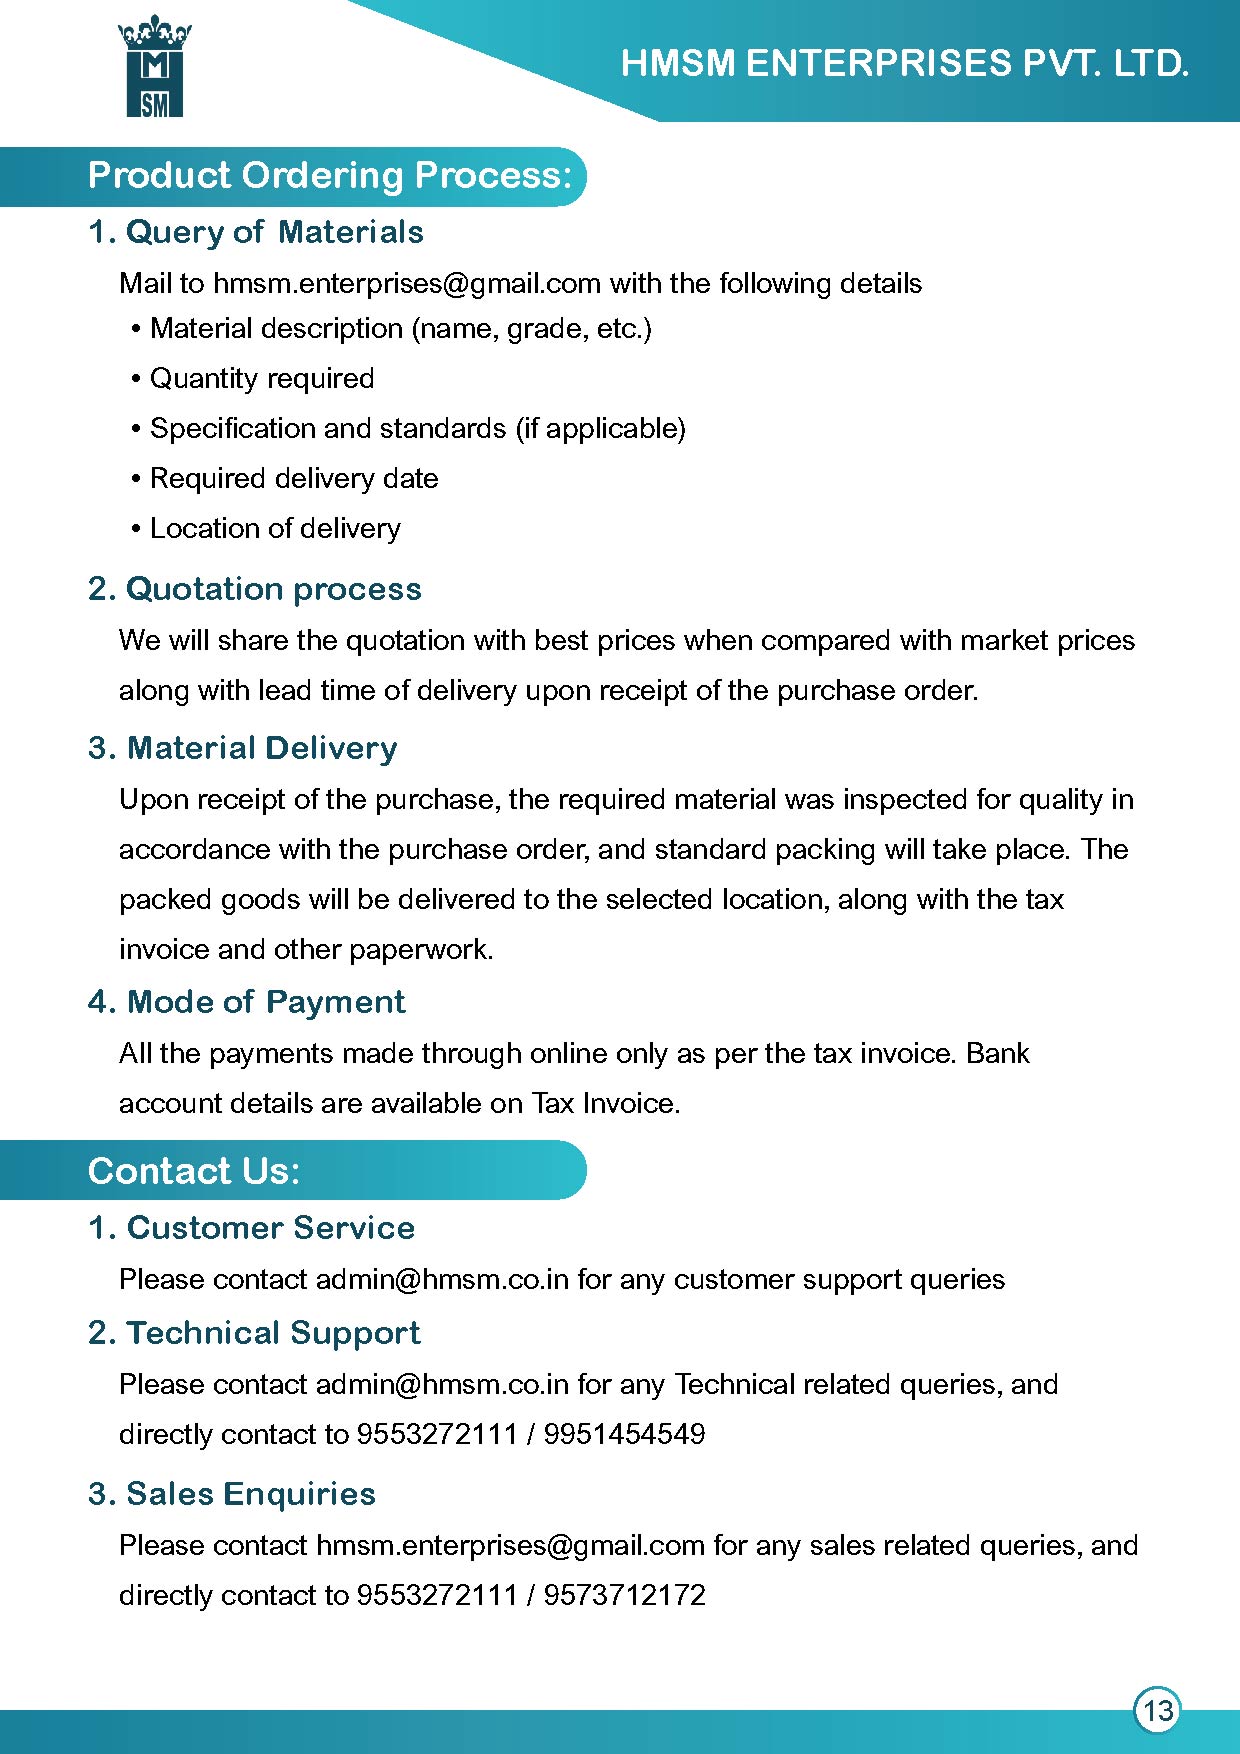 M
SM
HMSM ENTERPRISES PVT. LTD.
Product Ordering Process:
1. Query of Materials
Mail to hmsm.enterprises@gmail.com with the following details
• Material description (name, grade, etc.)
• Quantity required
• Specification and standards (if applicable)
• Required delivery date
• Location of delivery
2. Quotation process
We will share the quotation with best prices when compared with market prices
along with lead time of delivery upon receipt of the purchase order.
3. Material Delivery
Upon receipt of the purchase, the required material was inspected for quality in
accordance with the purchase order, and standard packing will take place. The
packed goods will be delivered to the selected location, along with the tax
invoice and other paperwork.
4. Mode of Payment
All the payments made through online only as per the tax invoice. Bank
account details are available on Tax Invoice.
Contact Us:
1. Customer Service
Please contact admin@hmsm.co.in for any customer support queries
2. Technical Support
Please contact admin@hmsm.co.in for any Technical related queries, and
directly contact to 9553272111 / 9951454549
3. Sales Enquiries
Please contact hmsm.enterprises@gmail.com for any sales related queries, and
directly contact to 9553272111 / 9573712172
13